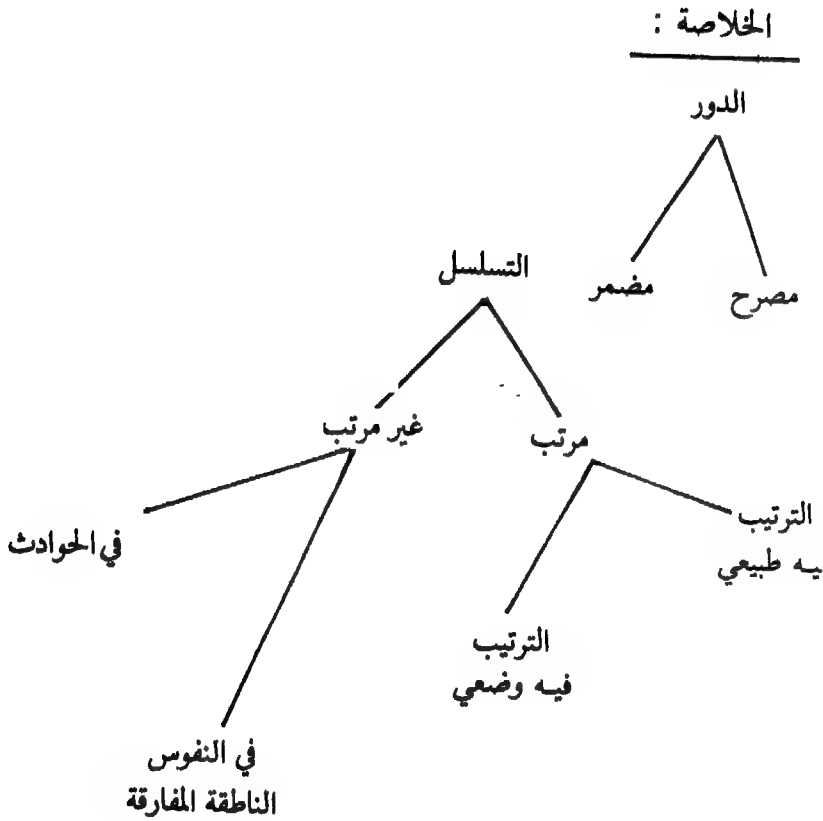 الخلاصة :
الدور
مصرح
مضمر
التسلسل
مرتب
غير مرتب
الترتيب
يه طبيعي
الترتيب
فيه وضعي
في الحوادث
في النفوس
الناطقة المفارقة